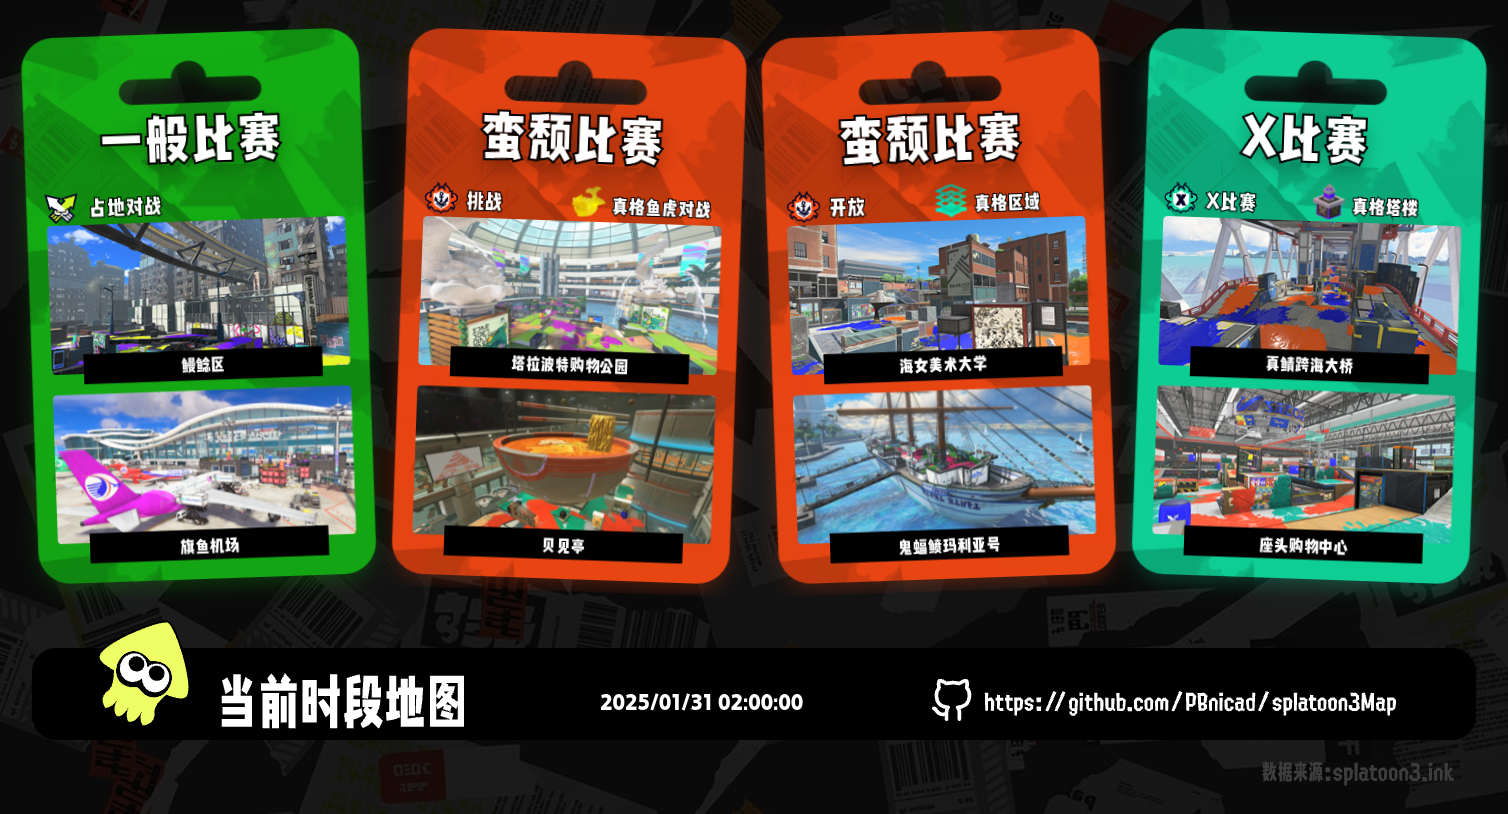 一般比赛
占地对战
鳗鲶区
旗鱼机场
蛮颓比赛
挑战
真格鱼虎对战
塔拉波特购物公园
贝见亭
蛮颓比赛
开放
真格区域
海女美术大学
鬼蝠鲼玛利亚号
X比赛
X比赛
真格塔楼
真鲭跨海大桥
座头购物中心
当前时段地图
2025/01/31 02:00:00
https://github.com/PBnicad/splatoon3Map
数据来源:splatoon3.ink